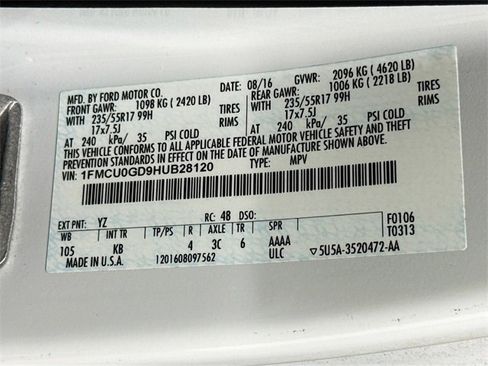 MFD. BY FORD MOTOR CO. DATE: 08/16 GVWR: 2096 KG ( 4620 LB)
FRONT GAWR: 1098 KG ( 2420 LB) REAR GAWR: 1006 KG ( 2218 LB)
WITH 235/55R17 99H TIRES WITH 235/55R17 99H TIRES
17x7.5J RIMS 17x7.5J RIMS
AT 240 kPa/ 35 PSI COLD AT 240 kPa/ 35 PSI COLD
THIS VEHICLE CONFORMS TO ALL APPLICABLE FEDERAL MOTOR VEHICLE SAFETY AND THEFT PREVENTION STANDARDS IN EFFECT ON THE DATE OF MANUFACTURE SHOWN ABOVE.
VIN: 1FMCU0GD9HUB28120 TYPE: MPV
EXT PNT: YZ RC: 48 DSO: F0106
WB INT TR TP/PS R AXLE TR SPR T0313
105 KB 4 3C 6 AAAA
MADE IN U.S.A. 1201608097562 ULC 5U5A-3520472-AA